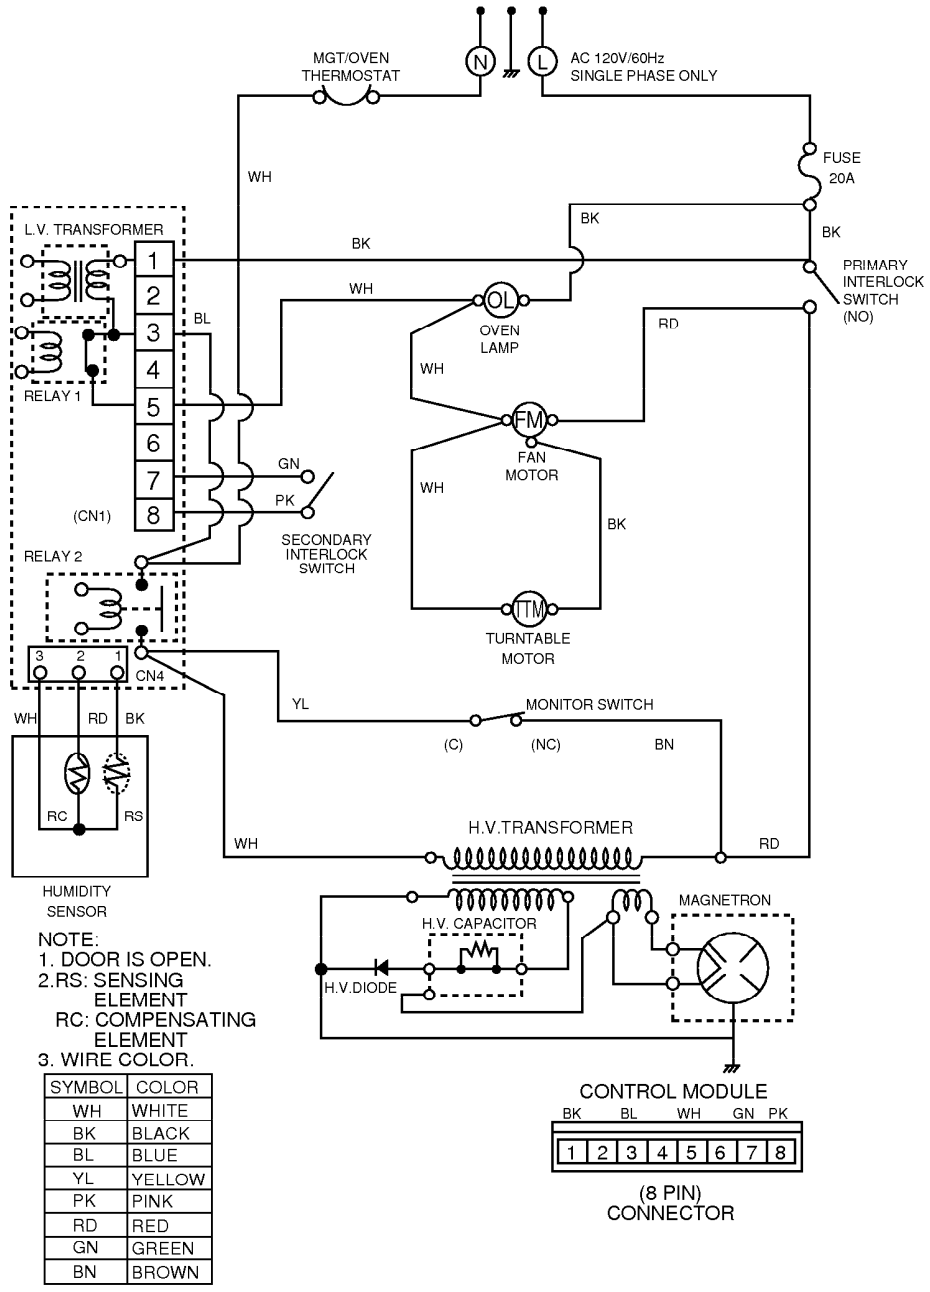 MGT/OVEN
THERMOSTAT
N
L
AC 120V/60Hz
SINGLE PHASE ONLY
WH
FUSE
20A
BK
BK
L.V. TRANSFORMER
BK
PRIMARY
INTERLOCK
SWITCH
(NO)
1
2
3
4
5
6
7
8
BL
WH
OL
OVEN
LAMP
RD
WH
RELAY 1
FM
FAN
MOTOR
GN
PK
WH
BK
(CN1)
SECONDARY
INTERLOCK
SWITCH
RELAY 2
TTM
TURNTABLE
MOTOR
3 2 1
CN4
WH RD BK
YL
MONITOR SWITCH
(C) (NC) BN
RC RS
HUMIDITY
SENSOR
H.V.TRANSFORMER
WH
RD
MAGNETRON
H.V. CAPACITOR
H.V.DIODE
NOTE:
1. DOOR IS OPEN.
2.RS: SENSING
ELEMENT
RC: COMPENSATING
ELEMENT
3. WIRE COLOR.
SYMBOL COLOR
WH WHITE
BK BLACK
BL BLUE
YL YELLOW
PK PINK
RD RED
GN GREEN
BN BROWN
CONTROL MODULE
BK BL WH GN PK
1 2 3 4 5 6 7 8
(8 PIN)
CONNECTOR